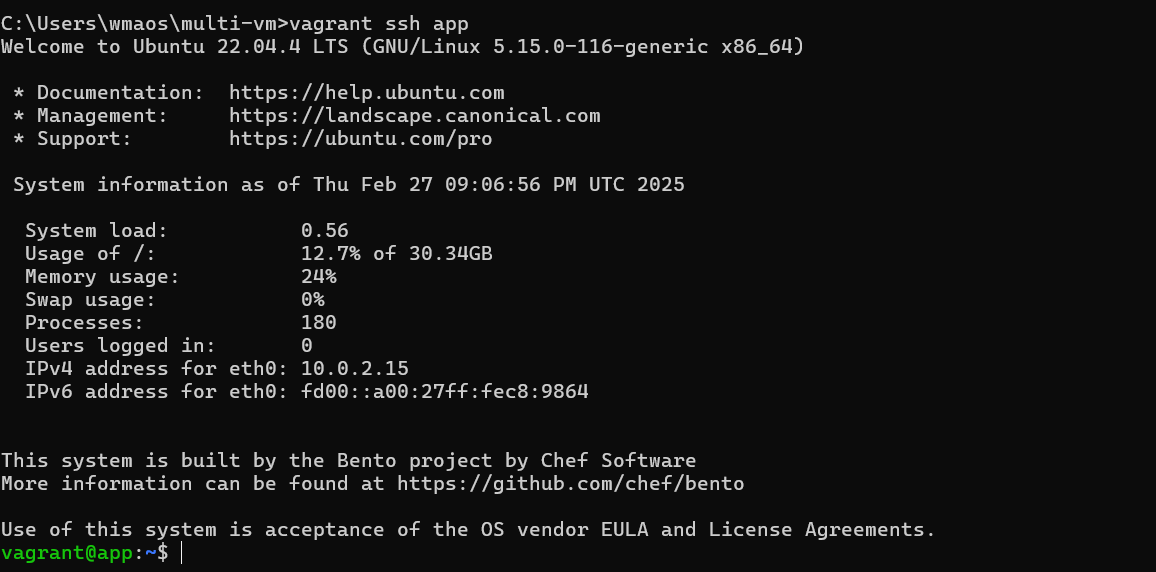 C:\Users\wmaos\multi-vm>vagrant ssh app
Welcome to Ubuntu 22.04.4 LTS (GNU/Linux 5.15.0-116-generic x86_64)

 * Documentation:  https://help.ubuntu.com
 * Management:     https://landscape.canonical.com
 * Support:        https://ubuntu.com/pro

 System information as of Thu Feb 27 09:06:56 PM UTC 2025

  System load:           0.56
  Usage of /:            12.7% of 30.34GB
  Memory usage:          24%
  Swap usage:            0%
  Processes:             180
  Users logged in:       0
  IPv4 address for eth0: 10.0.2.15
  IPv6 address for eth0: fd00::a00:27ff:fec8:9864


This system is built by the Bento project by Chef Software
More information can be found at https://github.com/chef/bento

Use of this system is acceptance of the OS vendor EULA and License Agreements.
vagrant@app:~$